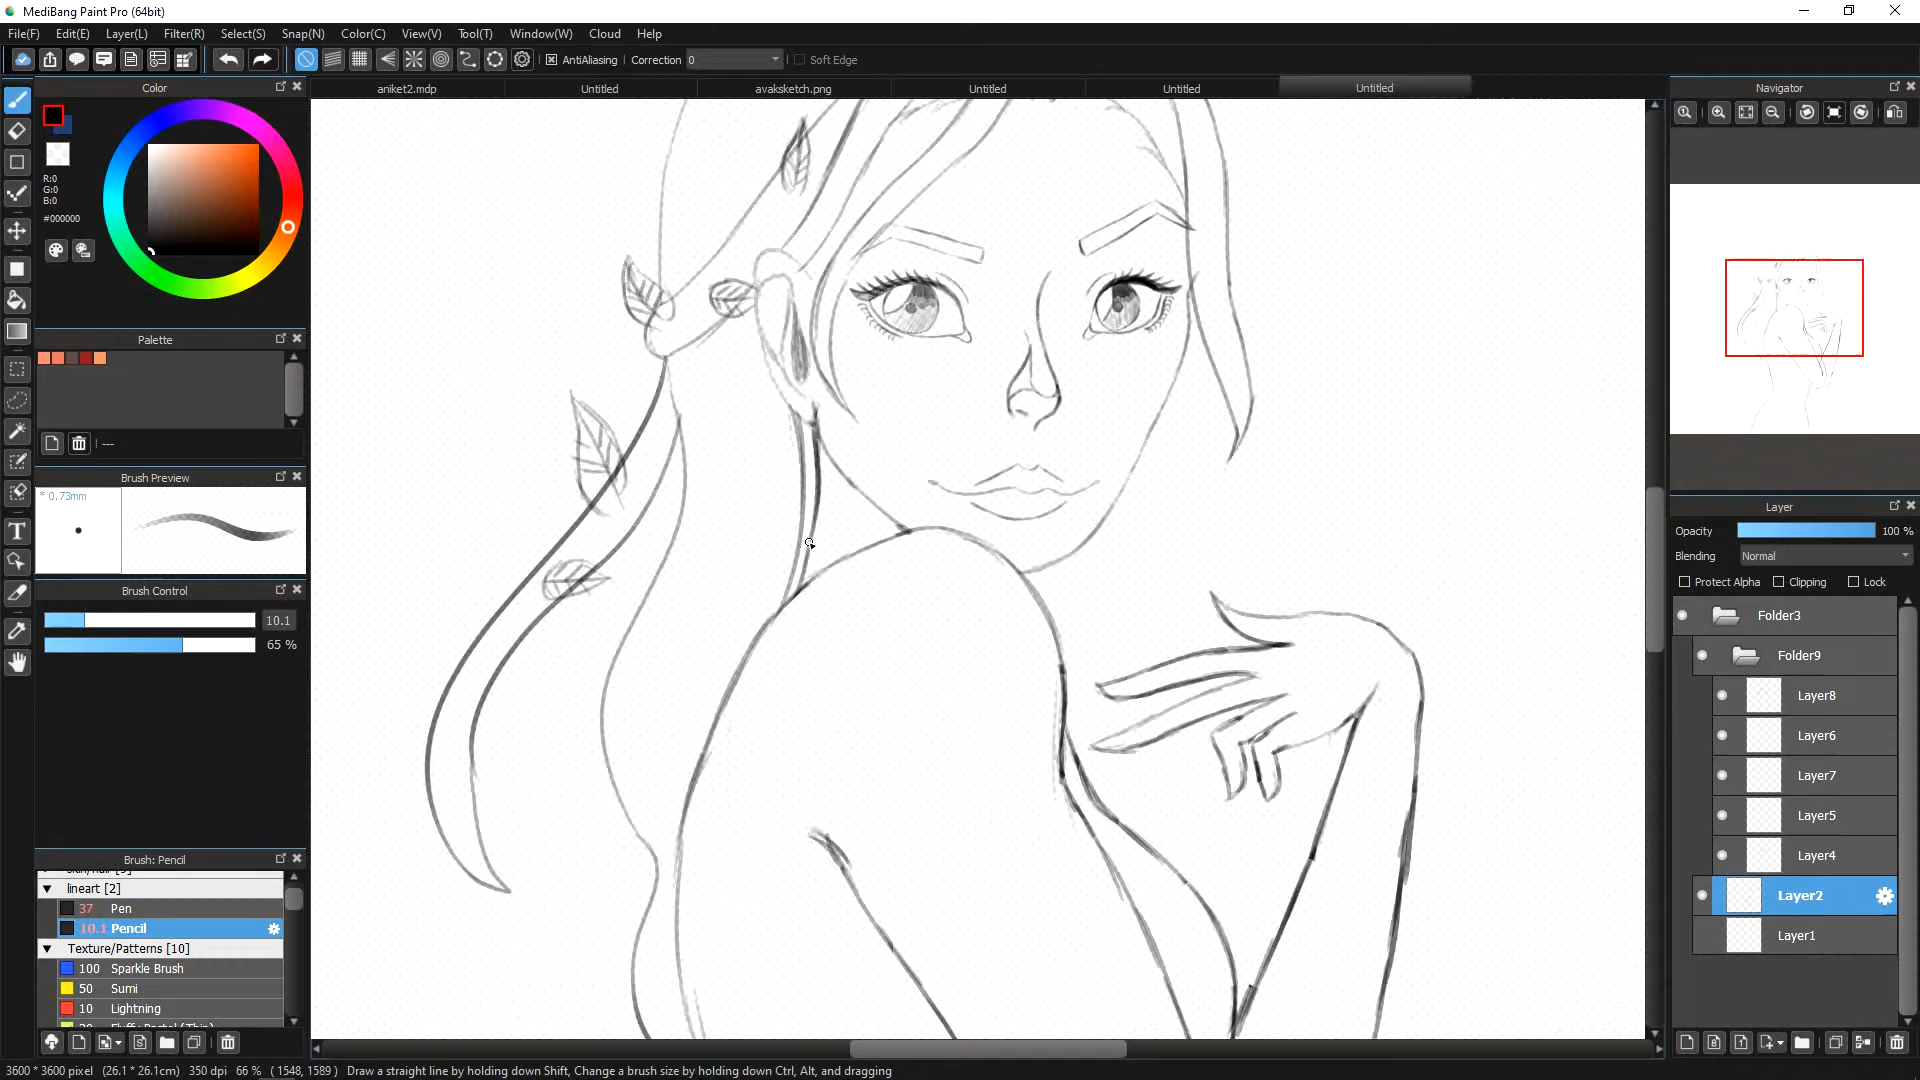 MediBang Paint Pro (64bit)
File(F) Edit(E) Layer(L) Filter(R) Select(S) Snap(N) Color(C) View(V) Tool(T) Window(W) Cloud Help
AntiAliasing Correction 0 Soft Edge
Color
aniket2.mdp Untitled avaksketch.png Untitled Untitled Untitled
Navigator
R:0
G:0
B:0
#000000
Palette
---
Brush Preview
* 0.73mm
Brush Control
10.1
65 %
Brush: Pencil
lineart [2]
37 Pen
10.1 Pencil
Texture/Patterns [10]
100 Sparkle Brush
50 Sumi
10 Lightning
Layer
Opacity 100 %
Blending Normal
Protect Alpha Clipping Lock
Folder3
Folder9
Layer8
Layer6
Layer7
Layer5
Layer4
Layer2
Layer1
3600 * 3600 pixel (26.1 * 26.1cm) 350 dpi 66 % ( 1548, 1589 ) Draw a straight line by holding down Shift, Change a brush size by holding down Ctrl, Alt, and dragging